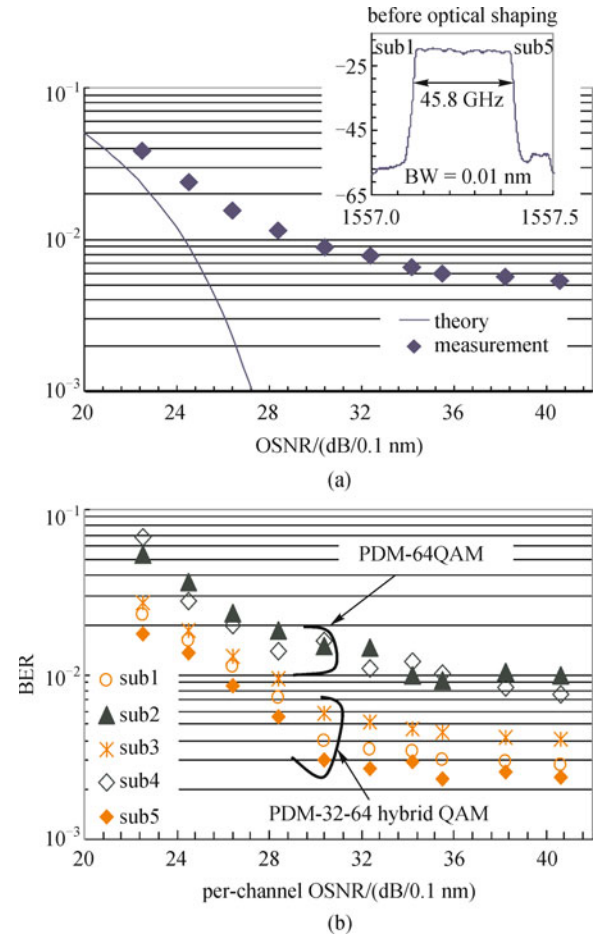 before optical shaping
sub1
sub5
−25
45.8 GHz
−45
−55
BW = 0.01 nm
−65
1557.0
1557.5
10⁻¹
10⁻²
10⁻³
theory
measurement
20 24 28 32 36 40
OSNR/(dB/0.1 nm)
(a)
10⁻¹
PDM-64QAM
BER
10⁻²
sub1
sub2
sub3
sub4
sub5
PDM-32-64 hybrid QAM
10⁻³
20 24 28 32 36 40
per-channel OSNR/(dB/0.1 nm)
(b)